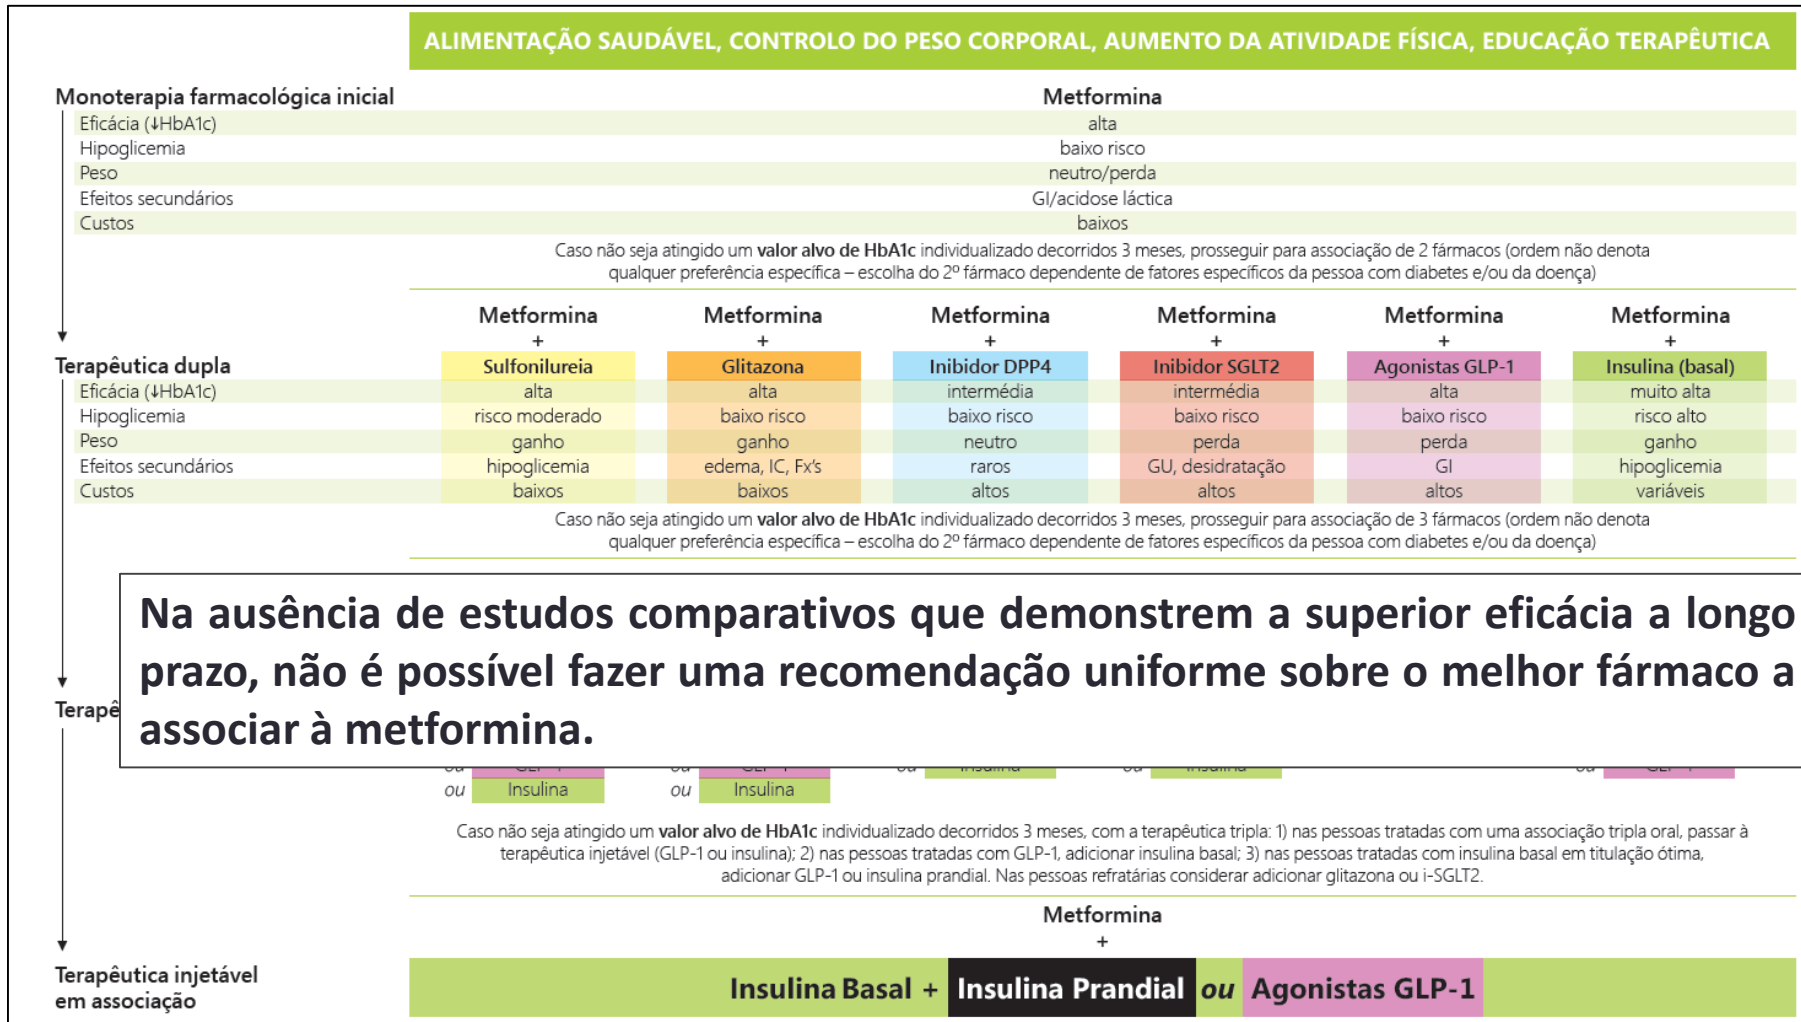 ALIMENTAÇÃO SAUDÁVEL, CONTROLO DO PESO CORPORAL, AUMENTO DA ATIVIDADE FÍSICA, EDUCAÇÃO TERAPÊUTICA
Monoterapia farmacológica inicial Metformina
Eficácia (↓HbA1c) alta
Hipoglicemia baixo risco
Peso neutro/perda
Efeitos secundários GI/acidose láctica
Custos baixos
Caso não seja atingido um valor alvo de HbA1c individualizado decorridos 3 meses, prosseguir para associação de 2 fármacos (ordem não denota
qualquer preferência específica – escolha do 2º fármaco dependente de fatores específicos da pessoa com diabetes e/ou da doença)
Metformina Metformina Metformina Metformina Metformina Metformina
+ + + + + +
Terapêutica dupla Sulfonilureia Glitazona Inibidor DPP4 Inibidor SGLT2 Agonistas GLP-1 Insulina (basal)
Eficácia (↓HbA1c) alta alta intermédia intermédia alta muito alta
Hipoglicemia risco moderado baixo risco baixo risco baixo risco baixo risco risco alto
Peso ganho ganho neutro perda perda ganho
Efeitos secundários hipoglicemia edema, IC, Fx's raros GU, desidratação GI hipoglicemia
Custos baixos baixos altos altos altos variáveis
Caso não seja atingido um valor alvo de HbA1c individualizado decorridos 3 meses, prosseguir para associação de 3 fármacos (ordem não denota
qualquer preferência específica – escolha do 2º fármaco dependente de fatores específicos da pessoa com diabetes e/ou da doença)
Na ausência de estudos comparativos que demonstrem a superior eficácia a longo
prazo, não é possível fazer uma recomendação uniforme sobre o melhor fármaco a
associar à metformina.
Terapê
ou Insulina ou Insulina
Caso não seja atingido um valor alvo de HbA1c individualizado decorridos 3 meses, com a terapêutica tripla: 1) nas pessoas tratadas com uma associação tripla oral, passar à
terapêutica injetável (GLP-1 ou insulina); 2) nas pessoas tratadas com GLP-1, adicionar insulina basal; 3) nas pessoas tratadas com insulina basal em titulação ótima,
adicionar GLP-1 ou insulina prandial. Nas pessoas refratárias considerar adicionar glitazona ou i-SGLT2.
Metformina
+
Terapêutica injetável
em associação
Insulina Basal + Insulina Prandial ou Agonistas GLP-1